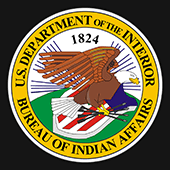 U.S. DEPARTMENT OF THE INTERIOR
1824
BUREAU OF INDIAN AFFAIRS